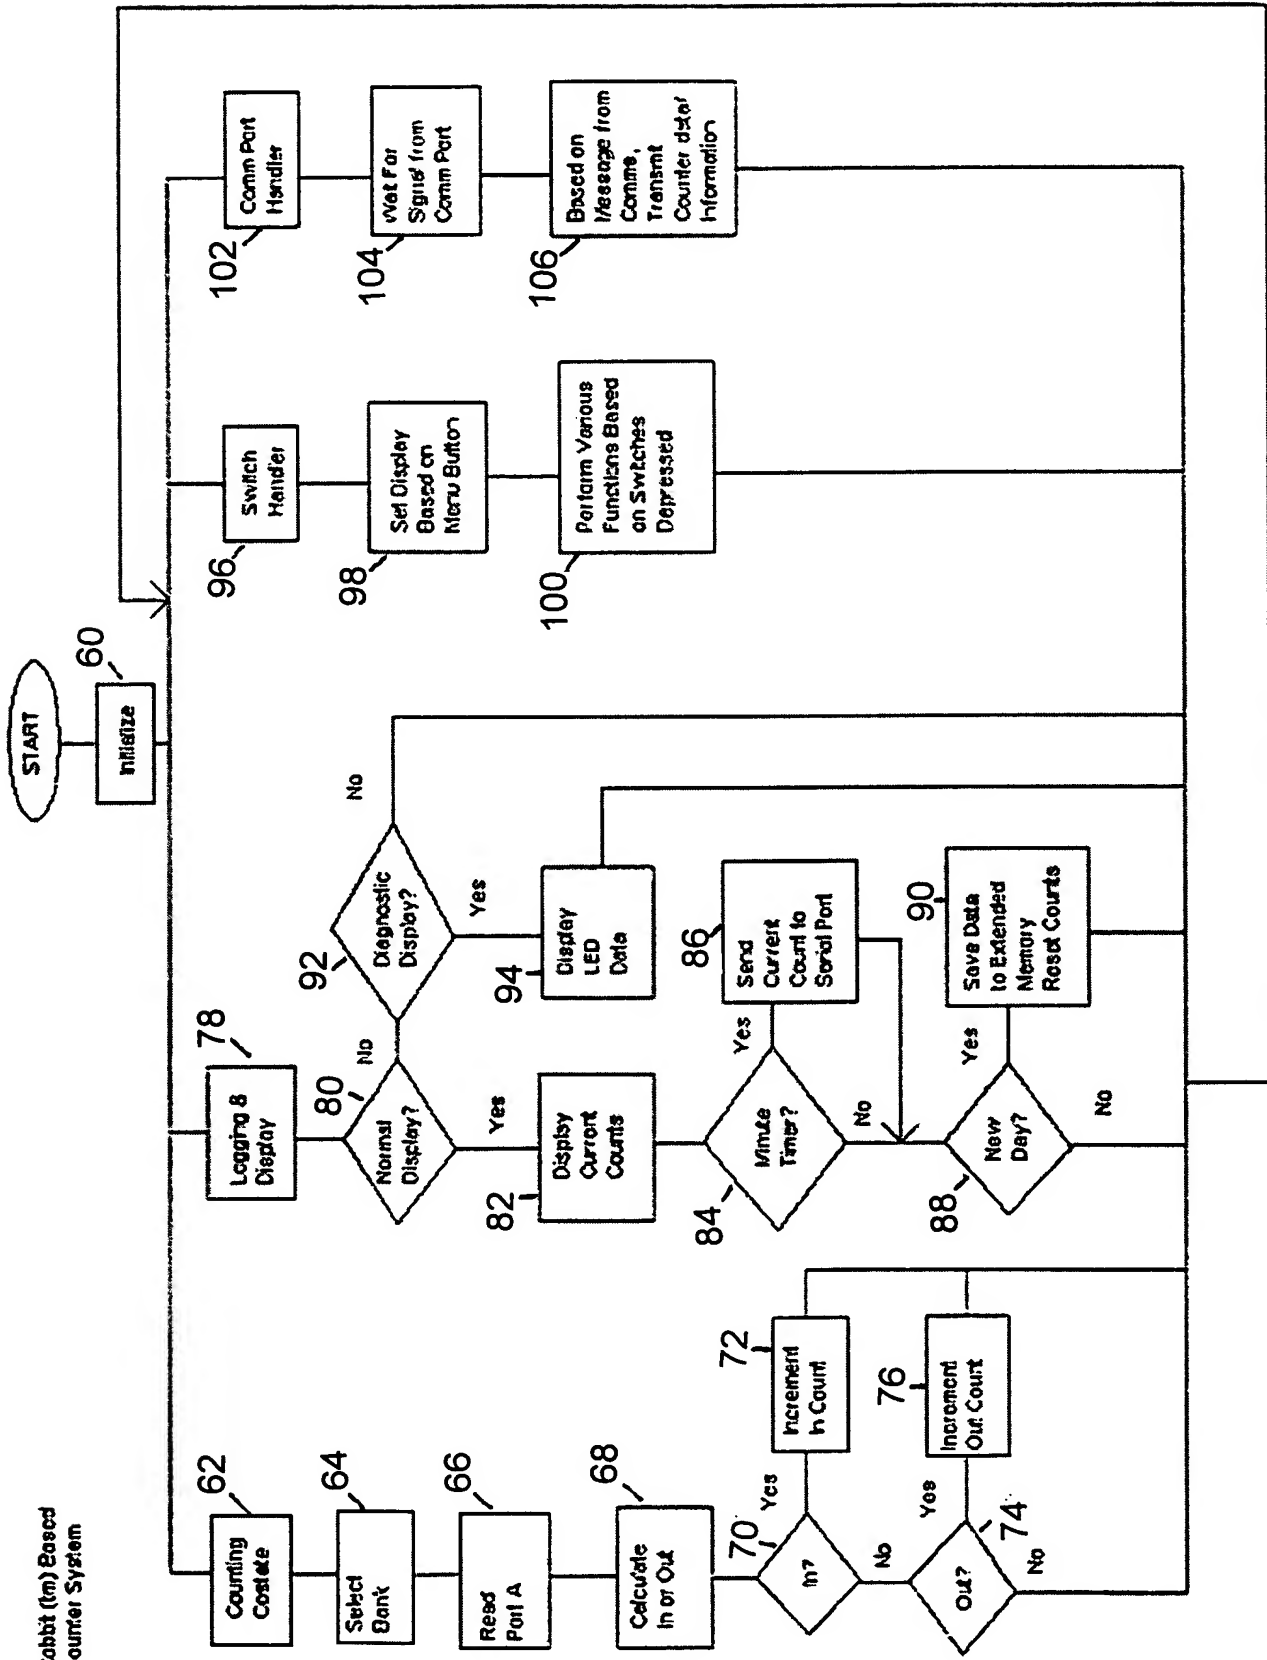 abbit (tm) Based
ounter System
START
60
Initialize
62
Counting
Costate
64
Select
Bank
66
Read
Port A
68
Calculate
In or Out
70
In?
Yes
No
72
Increment
In Count
74
Out?
Yes
No
76
Increment
Out Count
78
Logging &
Display
80
Normal
Display?
No
Yes
82
Display
Current
Counts
84
Minute
Timer?
Yes
No
86
Send
Current
Count to
Serial Port
88
New
Day?
Yes
No
90
Save Data
to Extended
Memory
Reset Counts
92
Diagnostic
Display?
No
Yes
94
Display
LED
Data
96
Switch
Handler
98
Set Display
Based on
Menu Button
100
Perform Various
Functions Based
on Switches
Depressed
102
Comm Port
Handler
104
Wait For
Signal from
Comm Port
106
Based on
Message from
Comms,
Transmit
Counter data/
Information